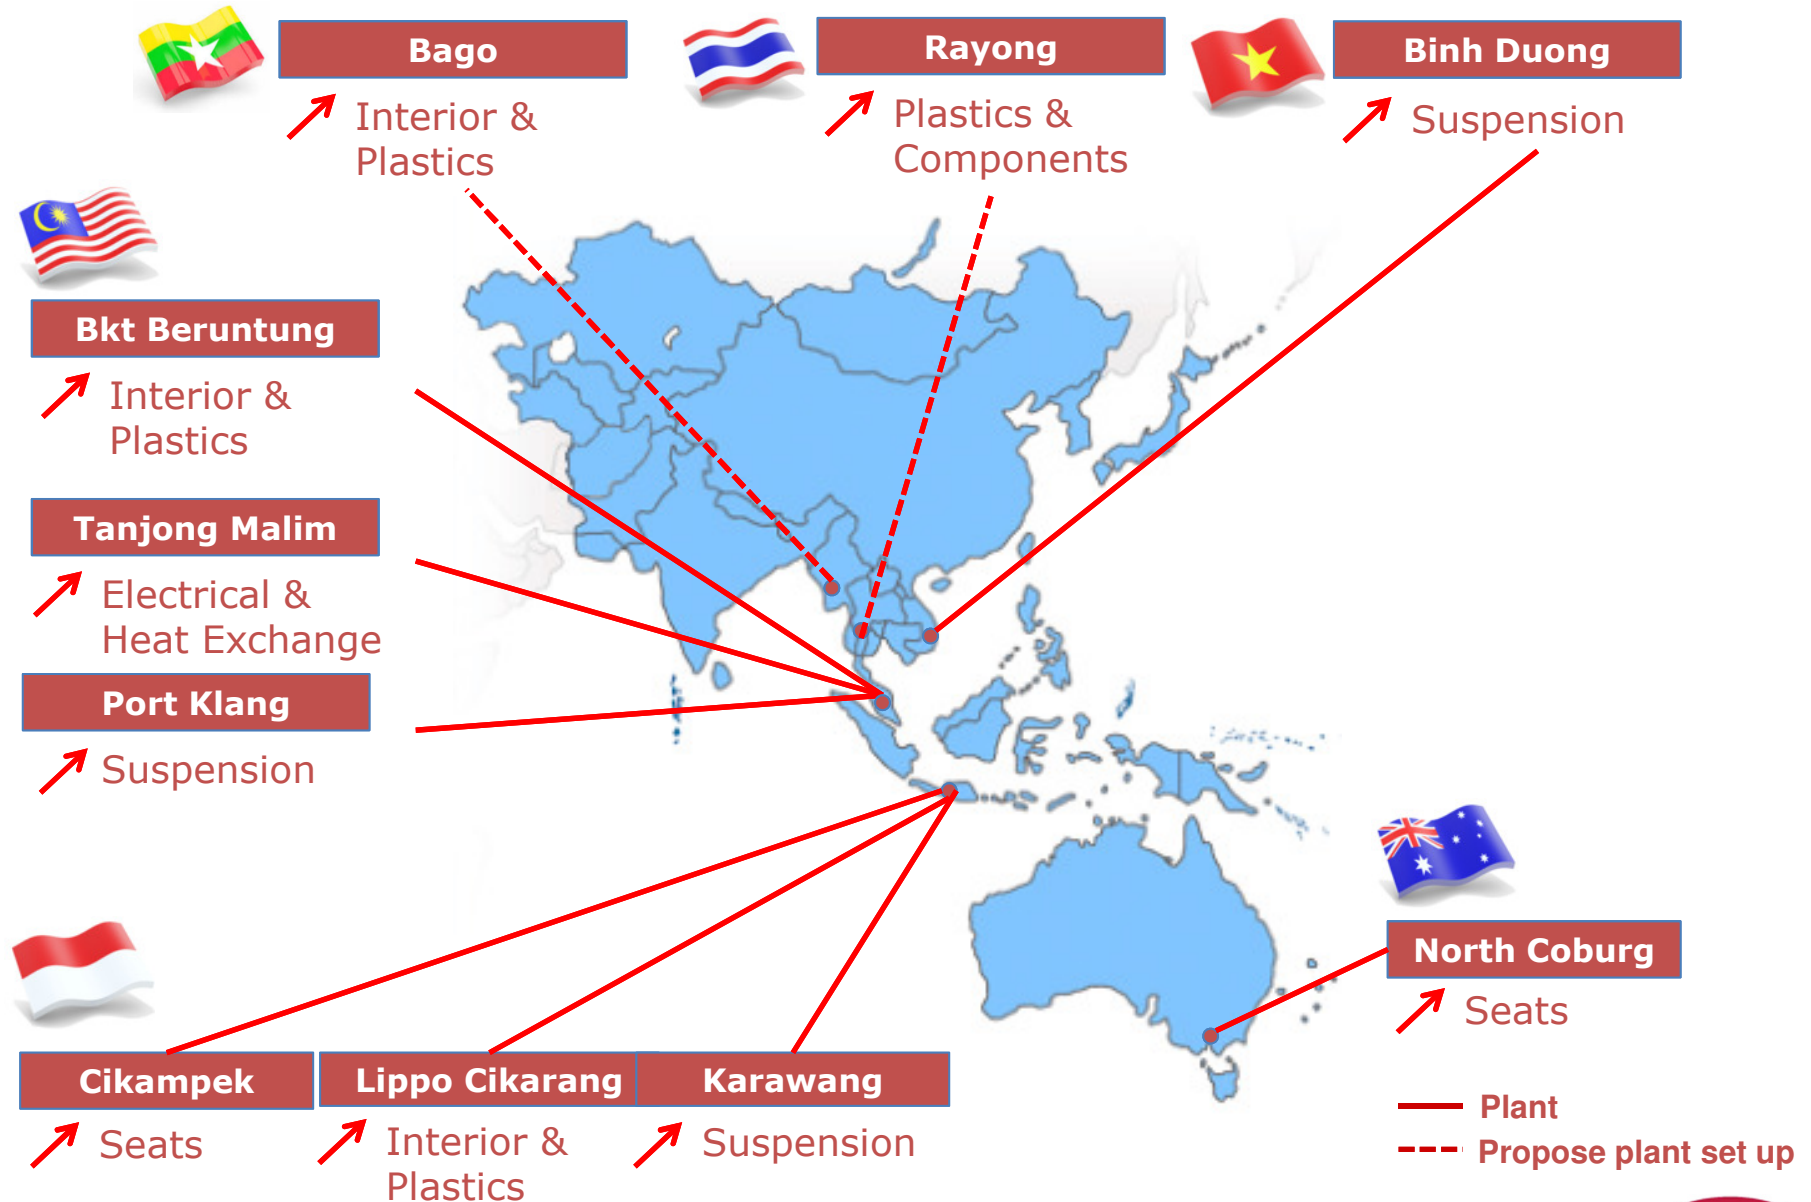 Bago
Interior &
Plastics
Rayong
Plastics &
Components
Binh Duong
Suspension
Bkt Beruntung
Interior &
Plastics
Tanjong Malim
Electrical &
Heat Exchange
Port Klang
Suspension
North Coburg
Seats
Cikampek
Seats
Lippo Cikarang
Interior &
Plastics
Karawang
Suspension
Plant
Propose plant set up